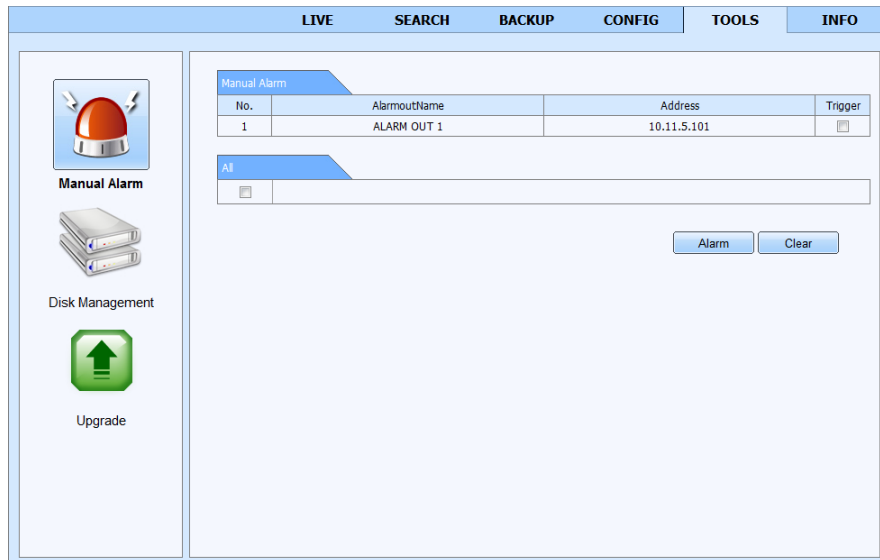 LIVE SEARCH BACKUP CONFIG TOOLS INFO
Manual Alarm
Disk Management
Upgrade
Manual Alarm
No. AlarmoutName Address Trigger
1 ALARM OUT 1 10.11.5.101
All
Alarm Clear